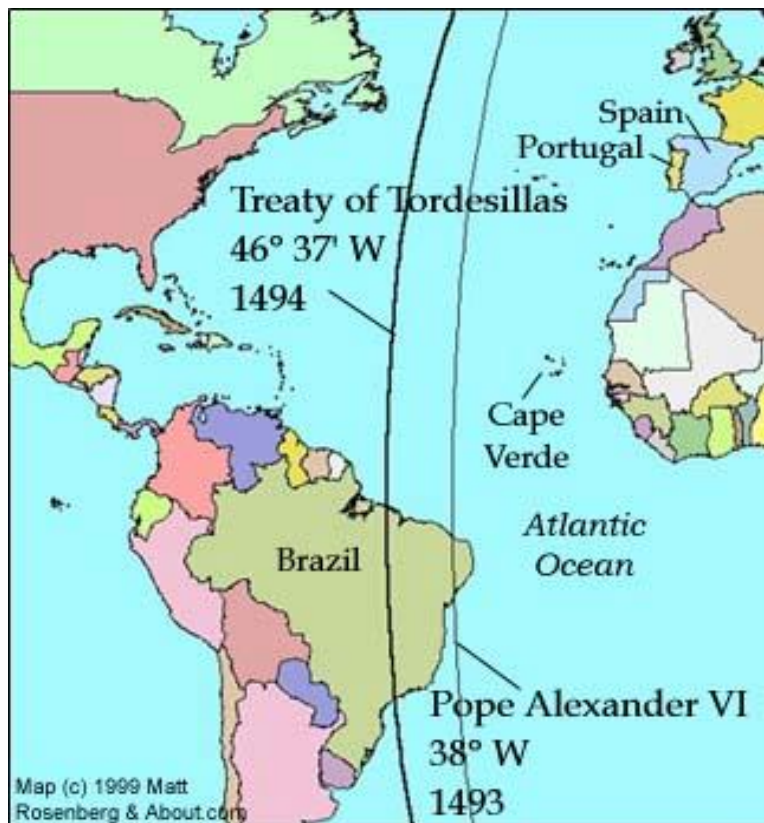 Spain
Portugal
Treaty of Tordesillas
46° 37' W
1494
Cape
Verde
Atlantic
Ocean
Brazil
Pope Alexander VI
38° W
1493
Map (c) 1999 Matt
Rosenberg & About.com